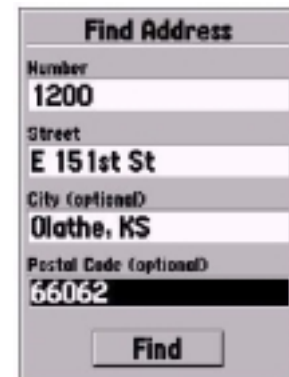 Find Address
Number
1200
Street
E 151st St
City (optional)
Olathe, KS
Postal Code (optional)
66062
Find